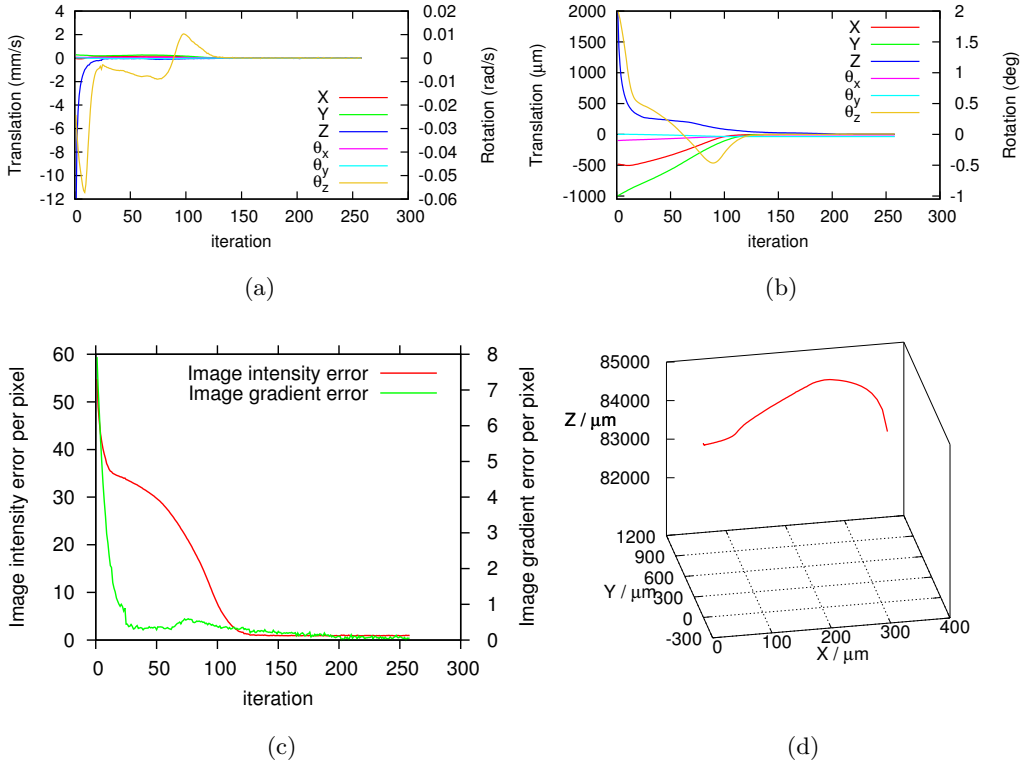 4
2
0
-2
-4
-6
-8
-10
-12
0.02
0.01
0
-0.01
-0.02
-0.03
-0.04
-0.05
-0.06
0 50 100 150 200 250 300
Translation (mm/s)
Rotation (rad/s)
iteration
X
Y
Z
θx
θy
θz
(a)
2000
1500
1000
500
0
-500
-1000
2
1.5
1
0.5
0
-0.5
-1
0 50 100 150 200 250 300
Translation (μm)
Rotation (deg)
iteration
X
Y
Z
θx
θy
θz
(b)
60
50
40
30
20
10
0
8
7
6
5
4
3
2
1
0
0 50 100 150 200 250 300
Image intensity error per pixel
Image gradient error per pixel
iteration
Image intensity error
Image gradient error
(c)
85000
84000
Z / μm
83000
82000
1200
900
600
Y / μm
300
0
-300
0 100 200 300 400
X / μm
(d)